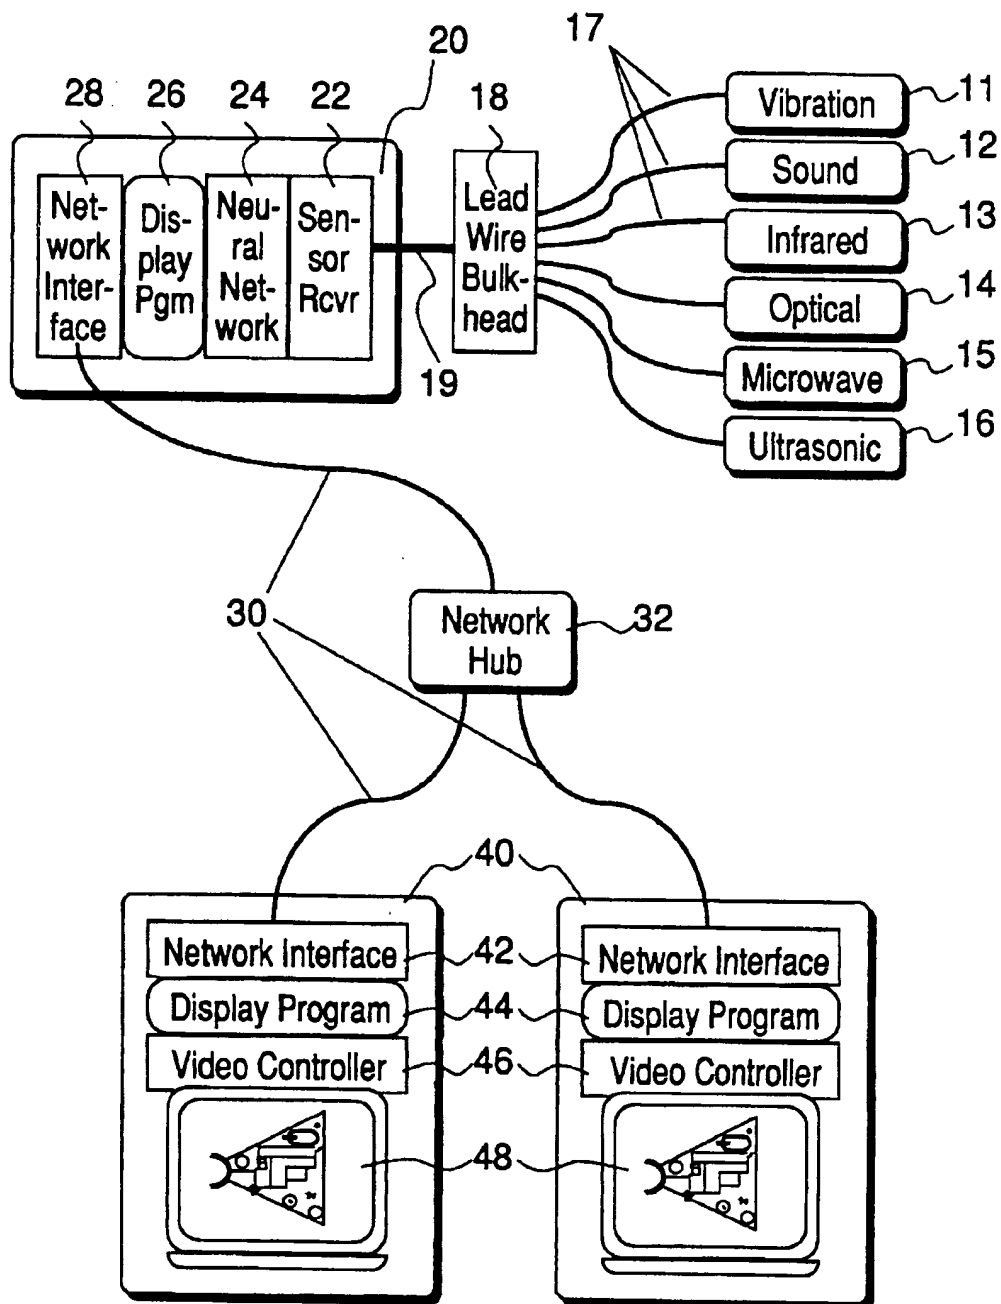 20
17
28 26 24 22
18
Vibration 11
Sound 12
Infrared 13
Optical 14
Microwave 15
Ultrasonic 16
Net-
work
Inter-
face
Dis-
play
Pgm
Neu-
ral
Net-
work
Sen-
sor
Rcvr
Lead
Wire
Bulk-
head
19
30
Network
Hub
32
40
Network Interface 42 Network Interface
Display Program 44 Display Program
Video Controller 46 Video Controller
48